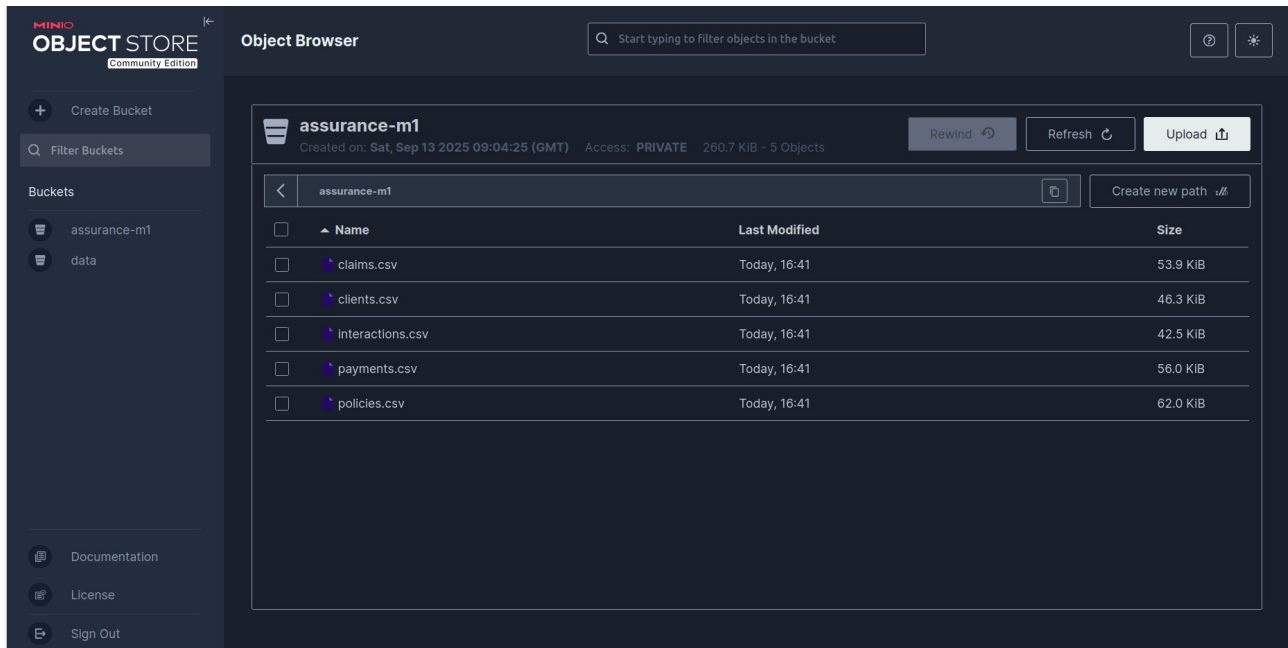 MINIO
OBJECT STORE
Community Edition
Create Bucket
Filter Buckets
Buckets
assurance-m1
data
Documentation
License
Sign Out
Object Browser
Start typing to filter objects in the bucket
assurance-m1
Created on: Sat, Sep 13 2025 09:04:25 (GMT) Access: PRIVATE 260.7 KiB - 5 Objects
Rewind
Refresh
Upload
assurance-m1
Create new path
Name Last Modified Size
claims.csv Today, 16:41 53.9 KiB
clients.csv Today, 16:41 46.3 KiB
interactions.csv Today, 16:41 42.5 KiB
payments.csv Today, 16:41 56.0 KiB
policies.csv Today, 16:41 62.0 KiB